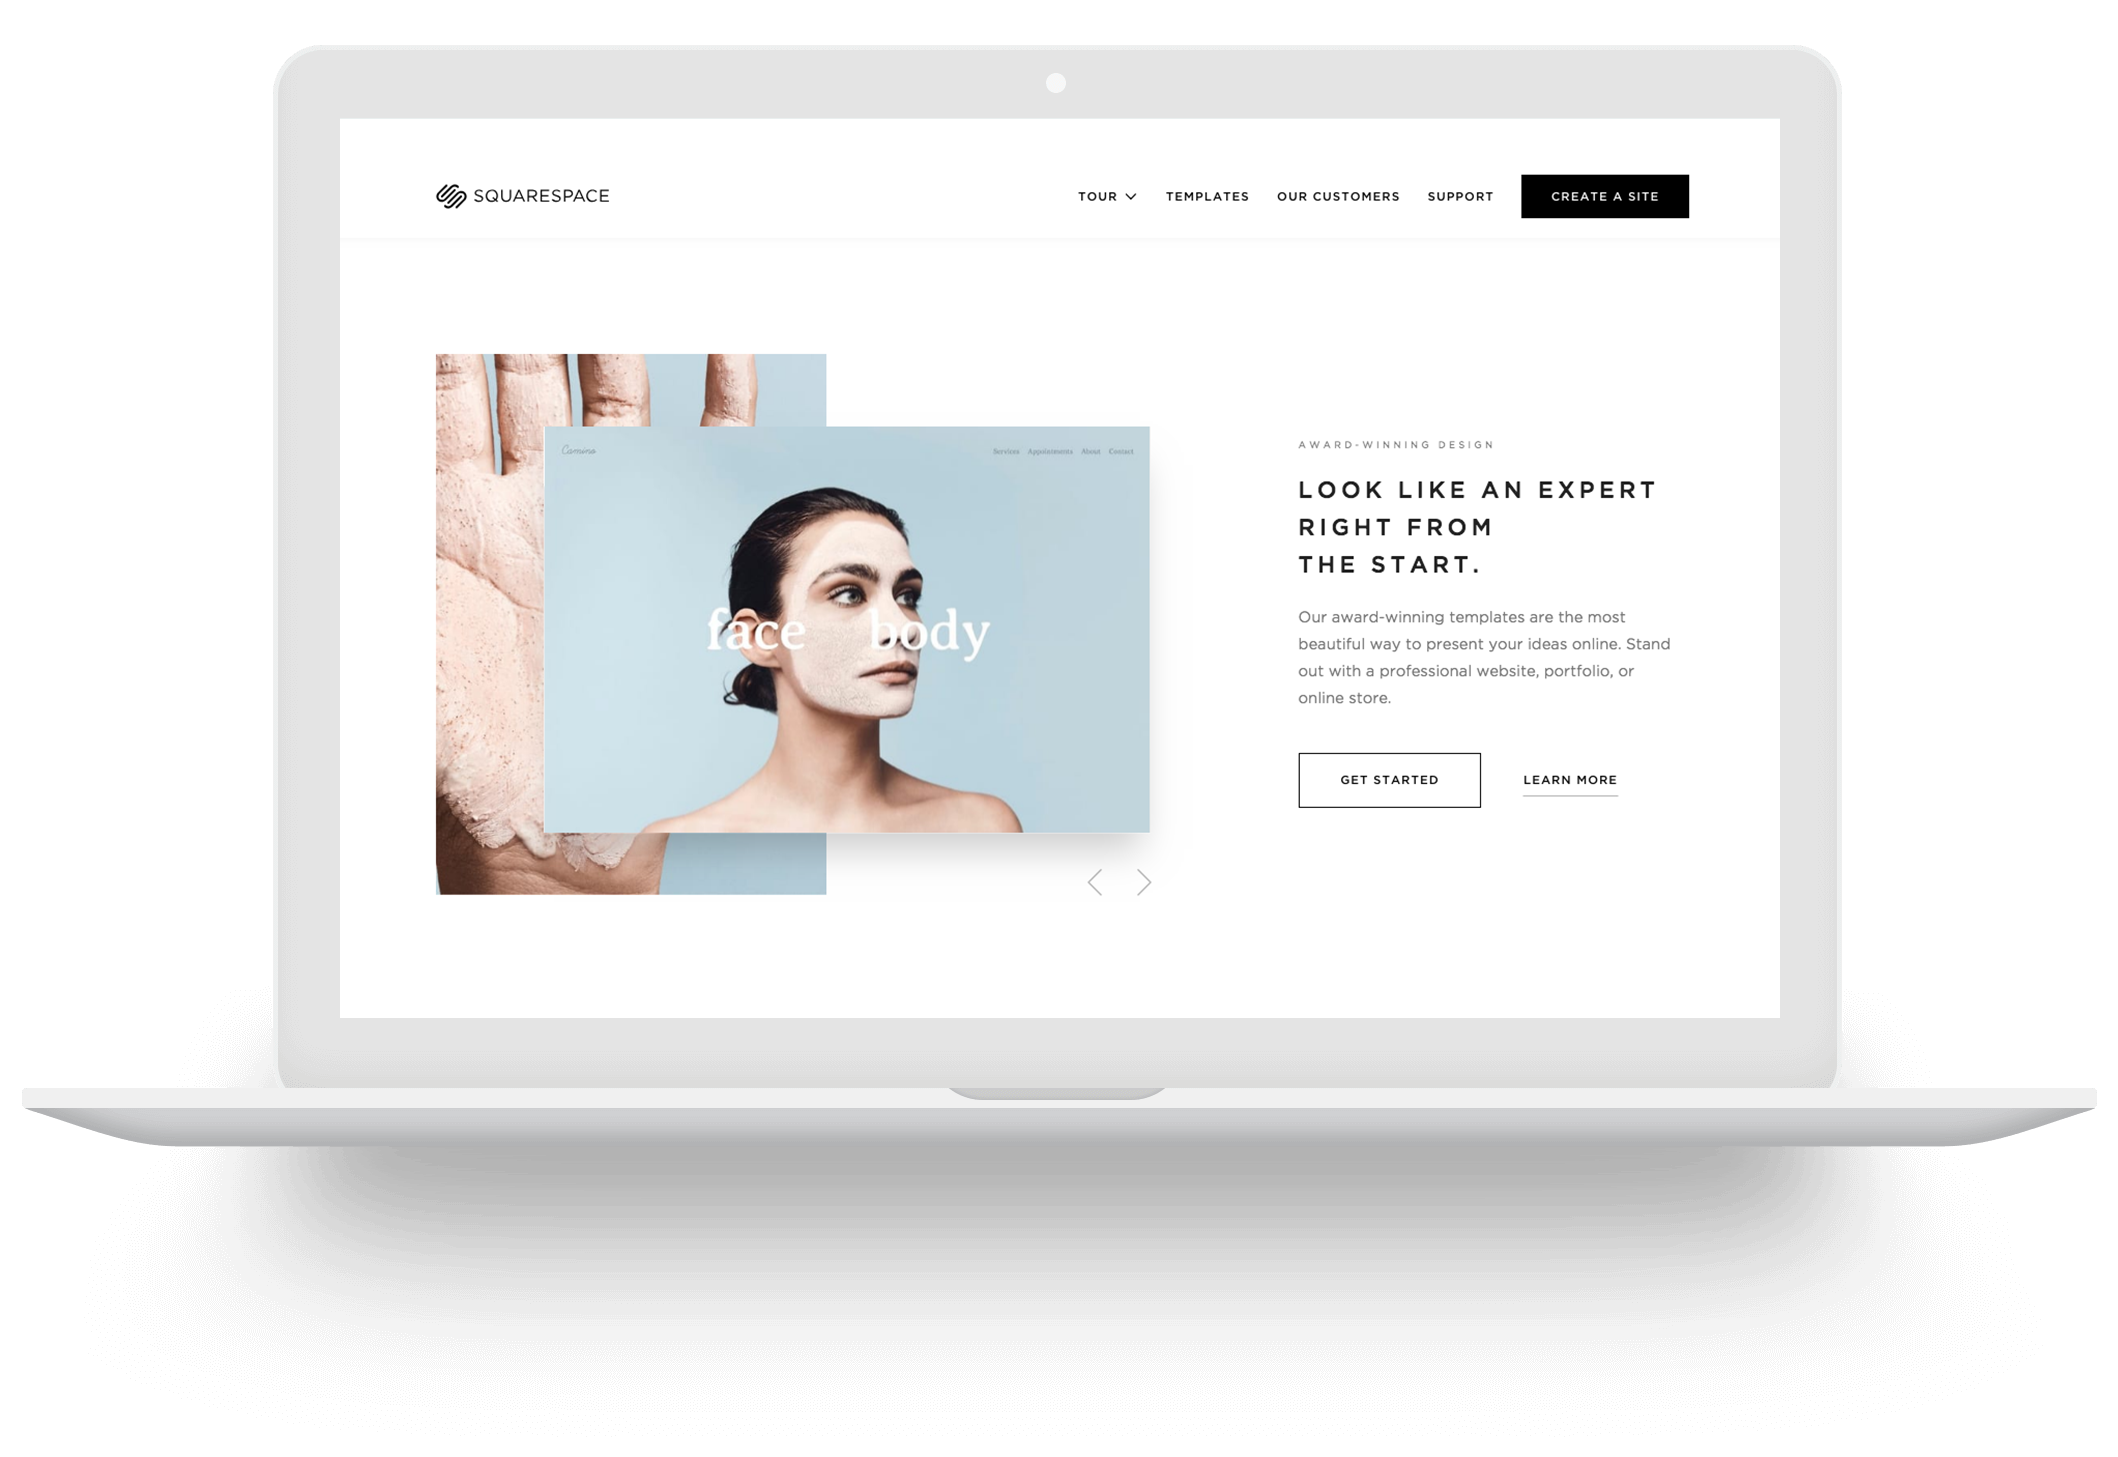 SQUARESPACE
TOUR TEMPLATES OUR CUSTOMERS SUPPORT CREATE A SITE
Camino
Services Appointments About Contact
face body
AWARD-WINNING DESIGN
LOOK LIKE AN EXPERT
RIGHT FROM
THE START.
Our award-winning templates are the most
beautiful way to present your ideas online. Stand
out with a professional website, portfolio, or
online store.
GET STARTED LEARN MORE